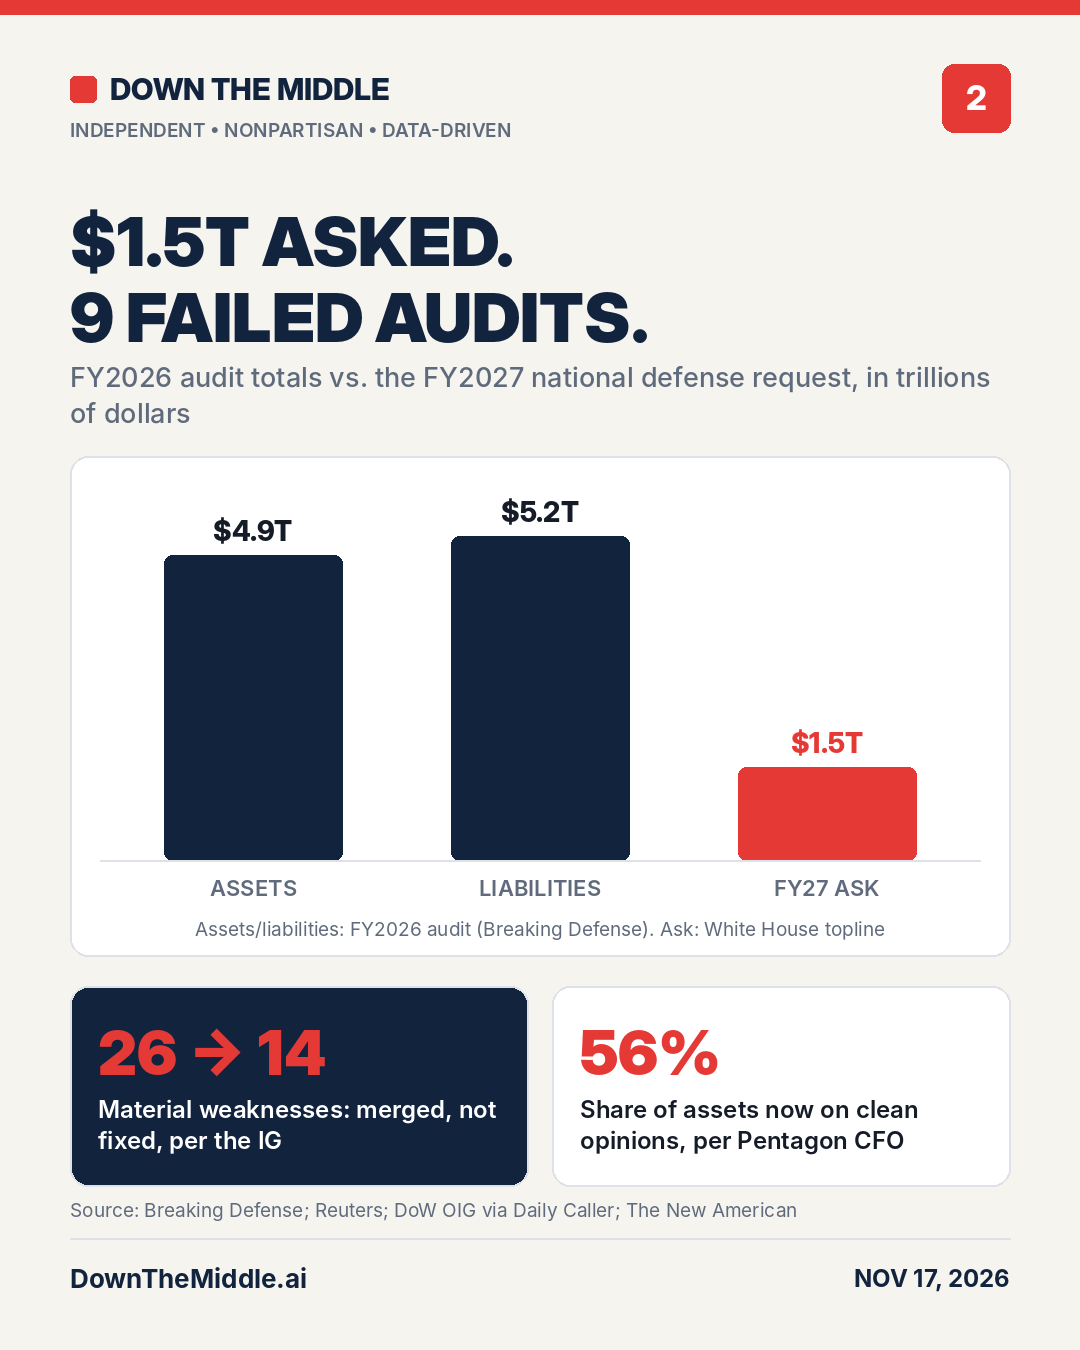 DOWN THE MIDDLE
2
INDEPENDENT • NONPARTISAN • DATA-DRIVEN
$1.5T ASKED.
9 FAILED AUDITS.
FY2026 audit totals vs. the FY2027 national defense request, in trillions
of dollars
$4.9T
$5.2T
$1.5T
ASSETS
LIABILITIES
FY27 ASK
Assets/liabilities: FY2026 audit (Breaking Defense). Ask: White House topline
26 → 14
Material weaknesses: merged, not
fixed, per the IG
56%
Share of assets now on clean
opinions, per Pentagon CFO
Source: Breaking Defense; Reuters; DoW OIG via Daily Caller; The New American
DownTheMiddle.ai
NOV 17, 2026